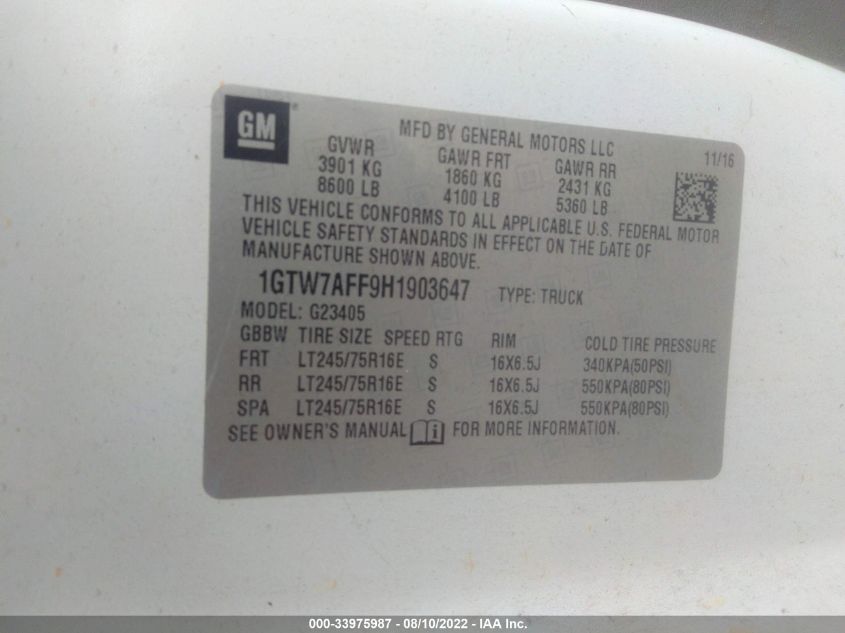 GM ®
MFD BY GENERAL MOTORS LLC
11/16
GVWR GAWR FRT GAWR RR
3901 KG 1860 KG 2431 KG
8600 LB 4100 LB 5360 LB
THIS VEHICLE CONFORMS TO ALL APPLICABLE U.S. FEDERAL MOTOR
VEHICLE SAFETY STANDARDS IN EFFECT ON THE DATE OF
MANUFACTURE SHOWN ABOVE.
1GTW7AFF9H1903647 TYPE: TRUCK
MODEL: G23405
GBBW TIRE SIZE SPEED RTG RIM COLD TIRE PRESSURE
FRT LT245/75R16E S 16X6.5J 340KPA(50PSI)
RR LT245/75R16E S 16X6.5J 550KPA(80PSI)
SPA LT245/75R16E S 16X6.5J 550KPA(80PSI)
SEE OWNER'S MANUAL i FOR MORE INFORMATION.
000-33975987 - 08/10/2022 - IAA Inc.